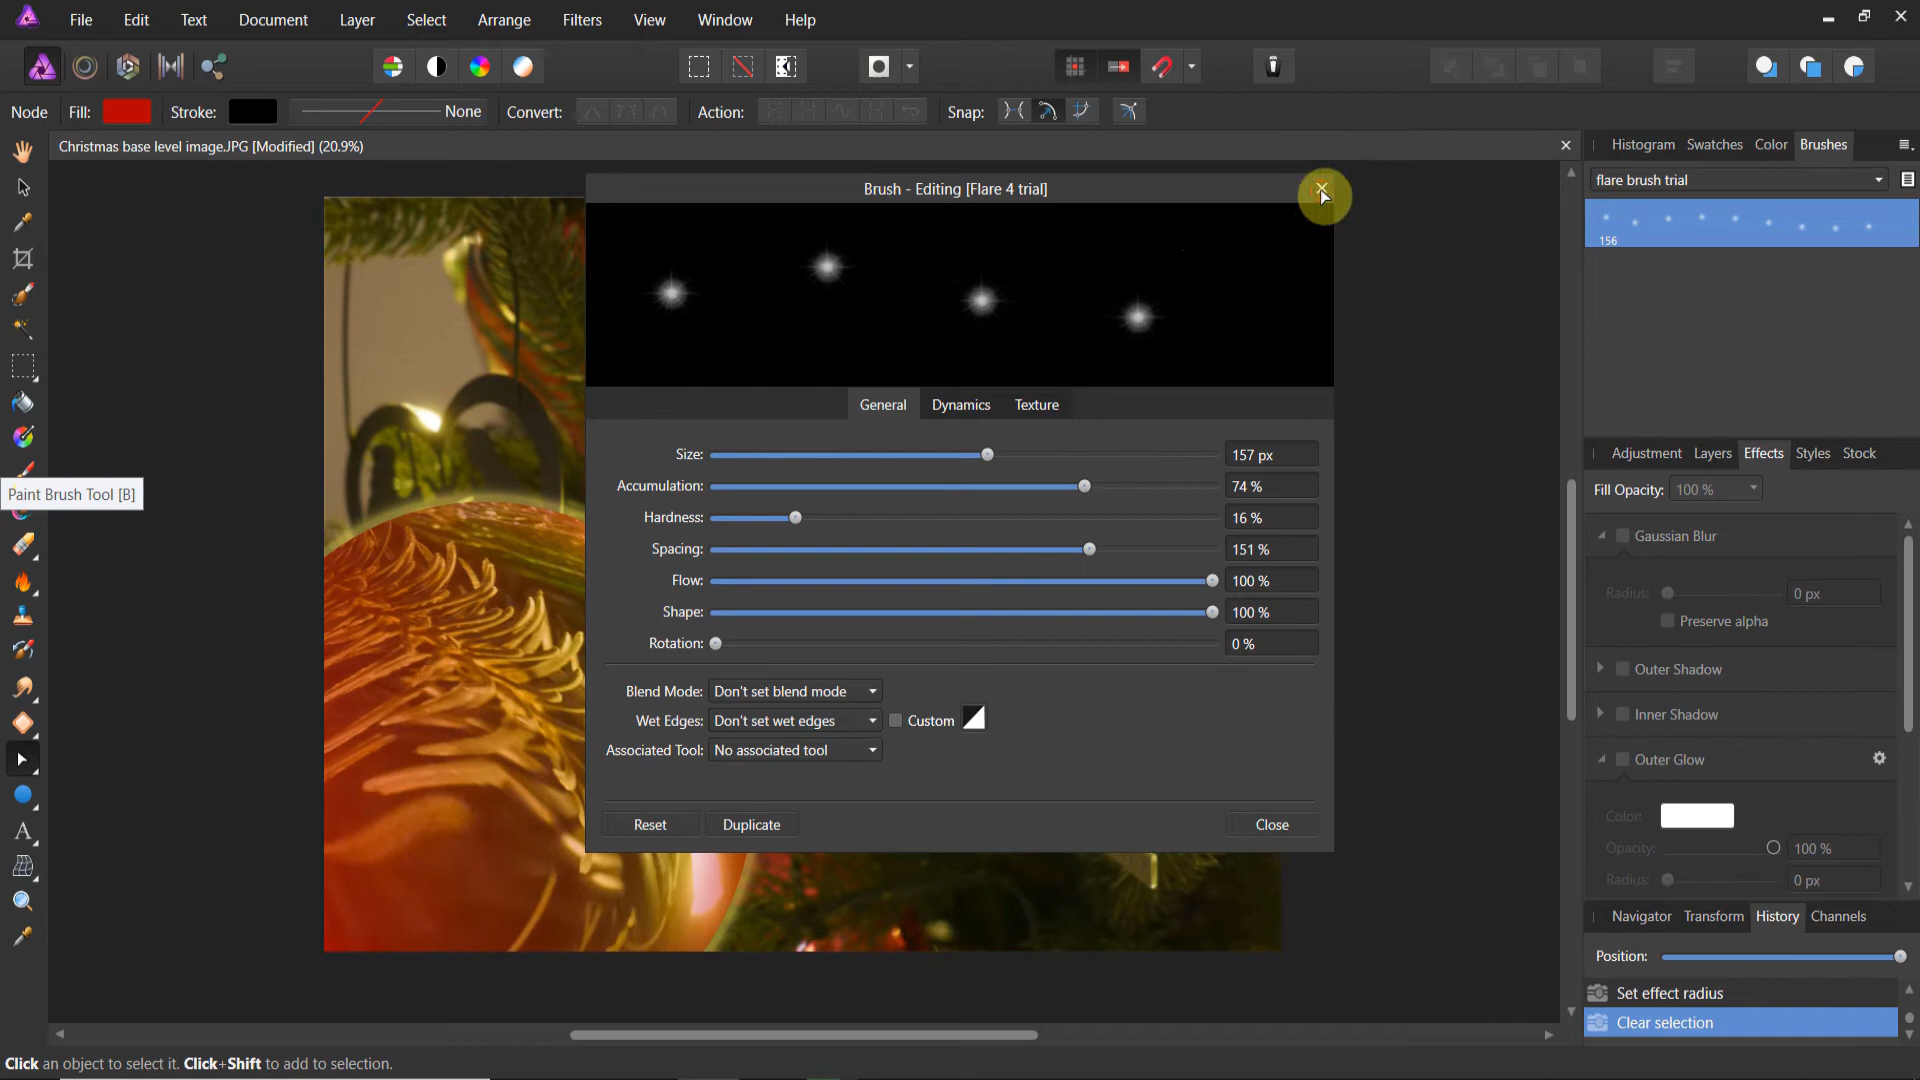 File Edit Text Document Layer Select Arrange Filters View Window Help
Node Fill: Stroke: None Convert: Action: Snap:
Christmas base level image.JPG [Modified] (20.9%)
Histogram Swatches Color Brushes
flare brush trial
156
Brush - Editing [Flare 4 trial]
General Dynamics Texture
Size: 157 px
Accumulation: 74 %
Hardness: 16 %
Spacing: 151 %
Flow: 100 %
Shape: 100 %
Rotation: 0 %
Blend Mode: Don't set blend mode
Wet Edges: Don't set wet edges Custom
Associated Tool: No associated tool
Reset Duplicate Close
Paint Brush Tool [B]
Adjustment Layers Effects Styles Stock
Fill Opacity: 100 %
Gaussian Blur
Radius: 0 px
Preserve alpha
Outer Shadow
Inner Shadow
Outer Glow
Color:
Opacity: 100 %
Radius: 0 px
Navigator Transform History Channels
Position:
Set effect radius
Clear selection
Click an object to select it. Click+Shift to add to selection.